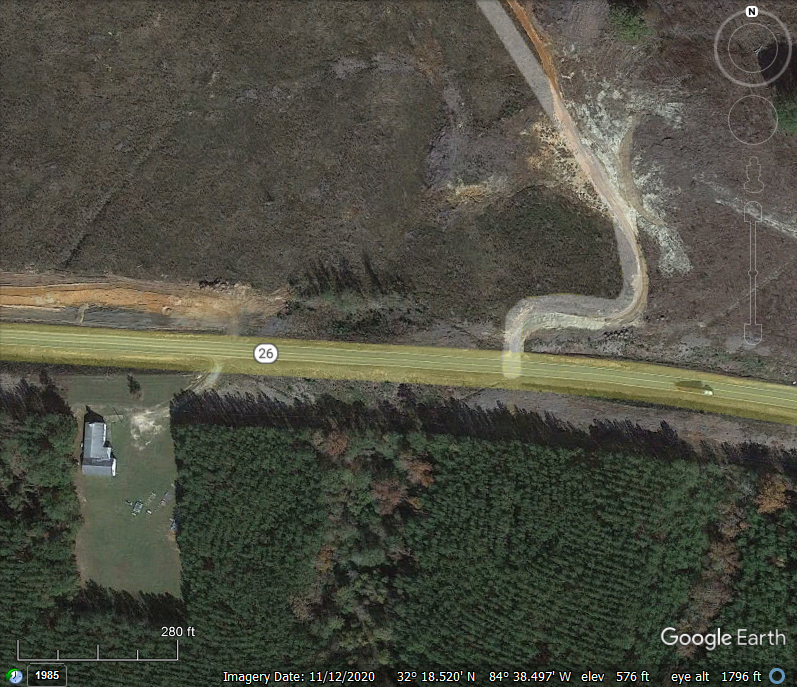 N
26
280 ft
Google Earth
1985
Imagery Date: 11/12/2020 32° 18.520' N 84° 38.497' W elev 576 ft eye alt 1796 ft